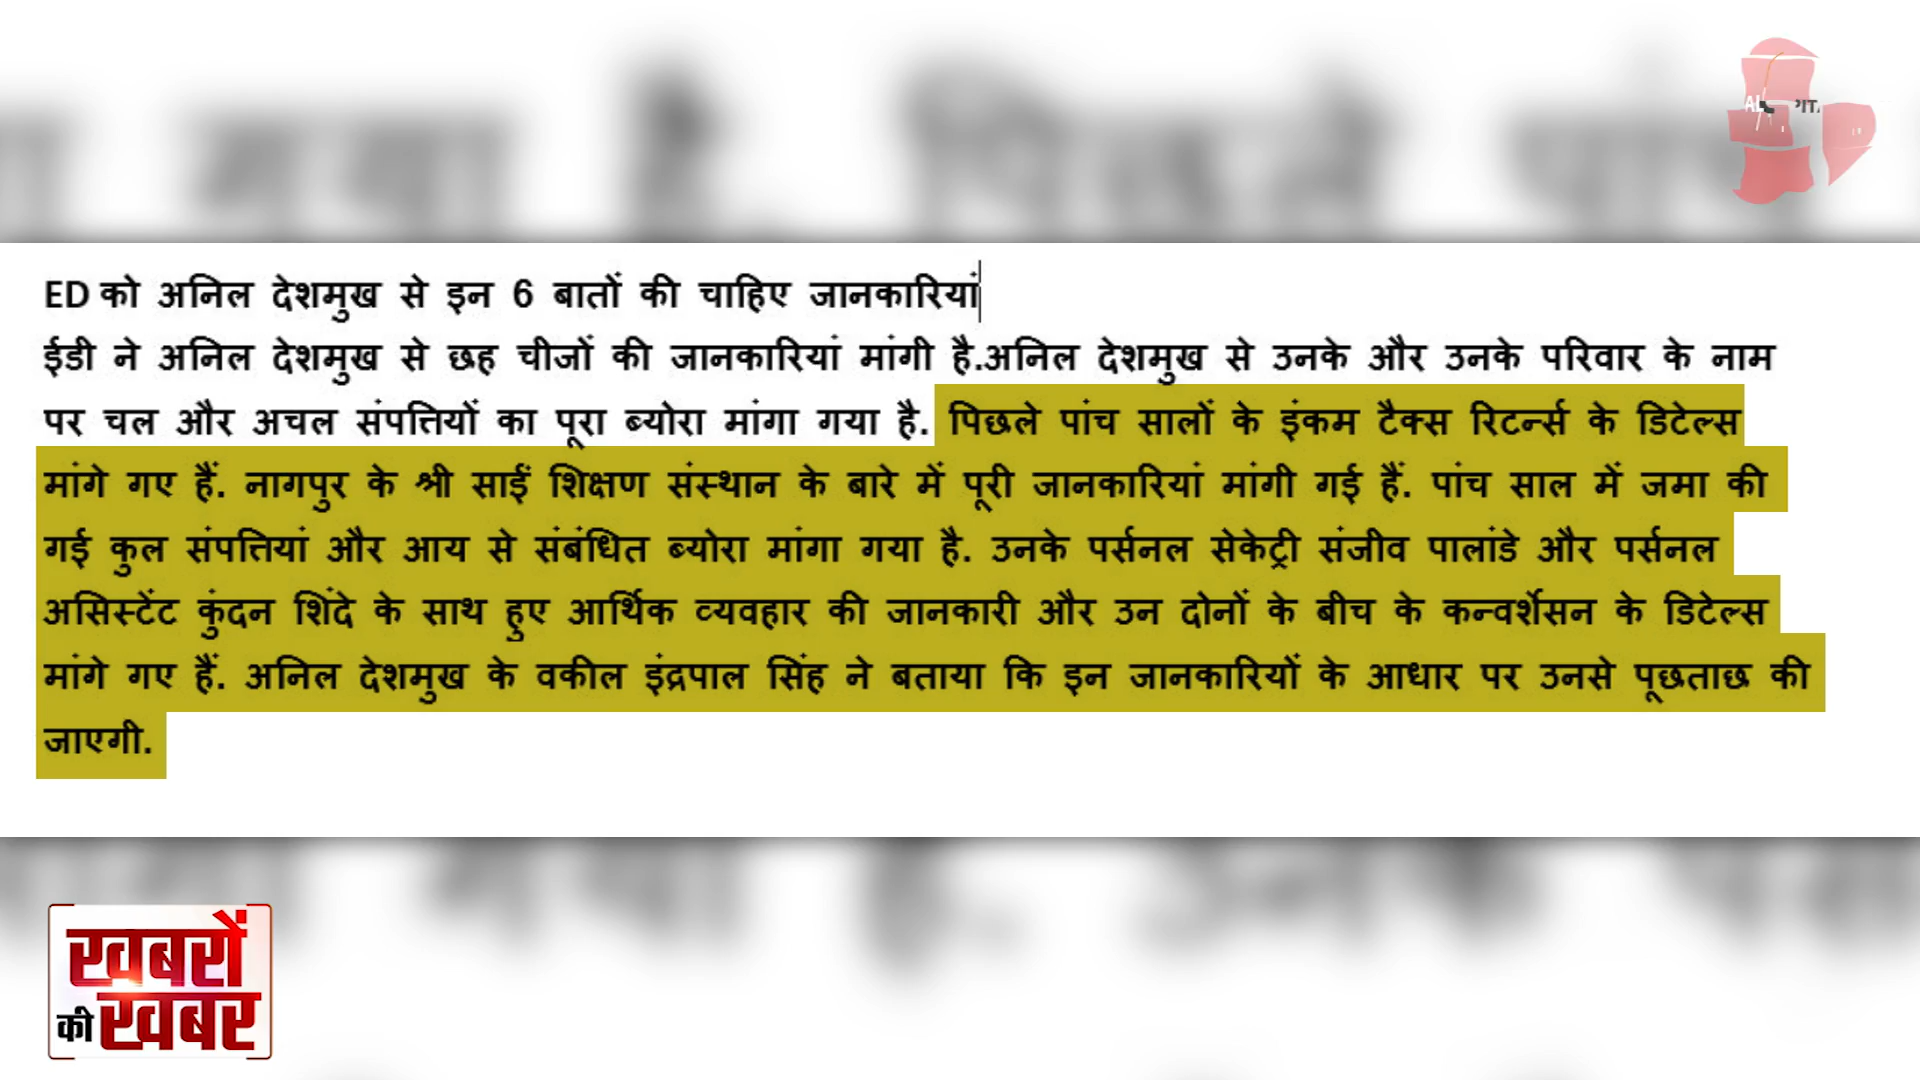 ED को अनिल देशमुख से इन 6 बातों की चाहिए जानकारियां
ईडी ने अनिल देशमुख से छह चीजों की जानकारियां मांगी है.अनिल देशमुख से उनके और उनके परिवार के नाम
पर चल और अचल संपत्तियों का पूरा ब्योरा मांगा गया है. पिछले पांच सालों के इंकम टैक्स रिटर्न्स के डिटेल्स
मांगे गए हैं. नागपुर के श्री साईं शिक्षण संस्थान के बारे में पूरी जानकारियां मांगी गई हैं. पांच साल में जमा की
गई कुल संपत्तियां और आय से संबंधित ब्योरा मांगा गया है. उनके पर्सनल सेकेट्री संजीव पालांडे और पर्सनल
असिस्टेंट कुंदन शिंदे के साथ हुए आर्थिक व्यवहार की जानकारी और उन दोनों के बीच के कन्वर्शेसन के डिटेल्स
मांगे गए हैं. अनिल देशमुख के वकील इंद्रपाल सिंह ने बताया कि इन जानकारियों के आधार पर उनसे पूछताछ की
जाएगी.
खबरों
की खबर